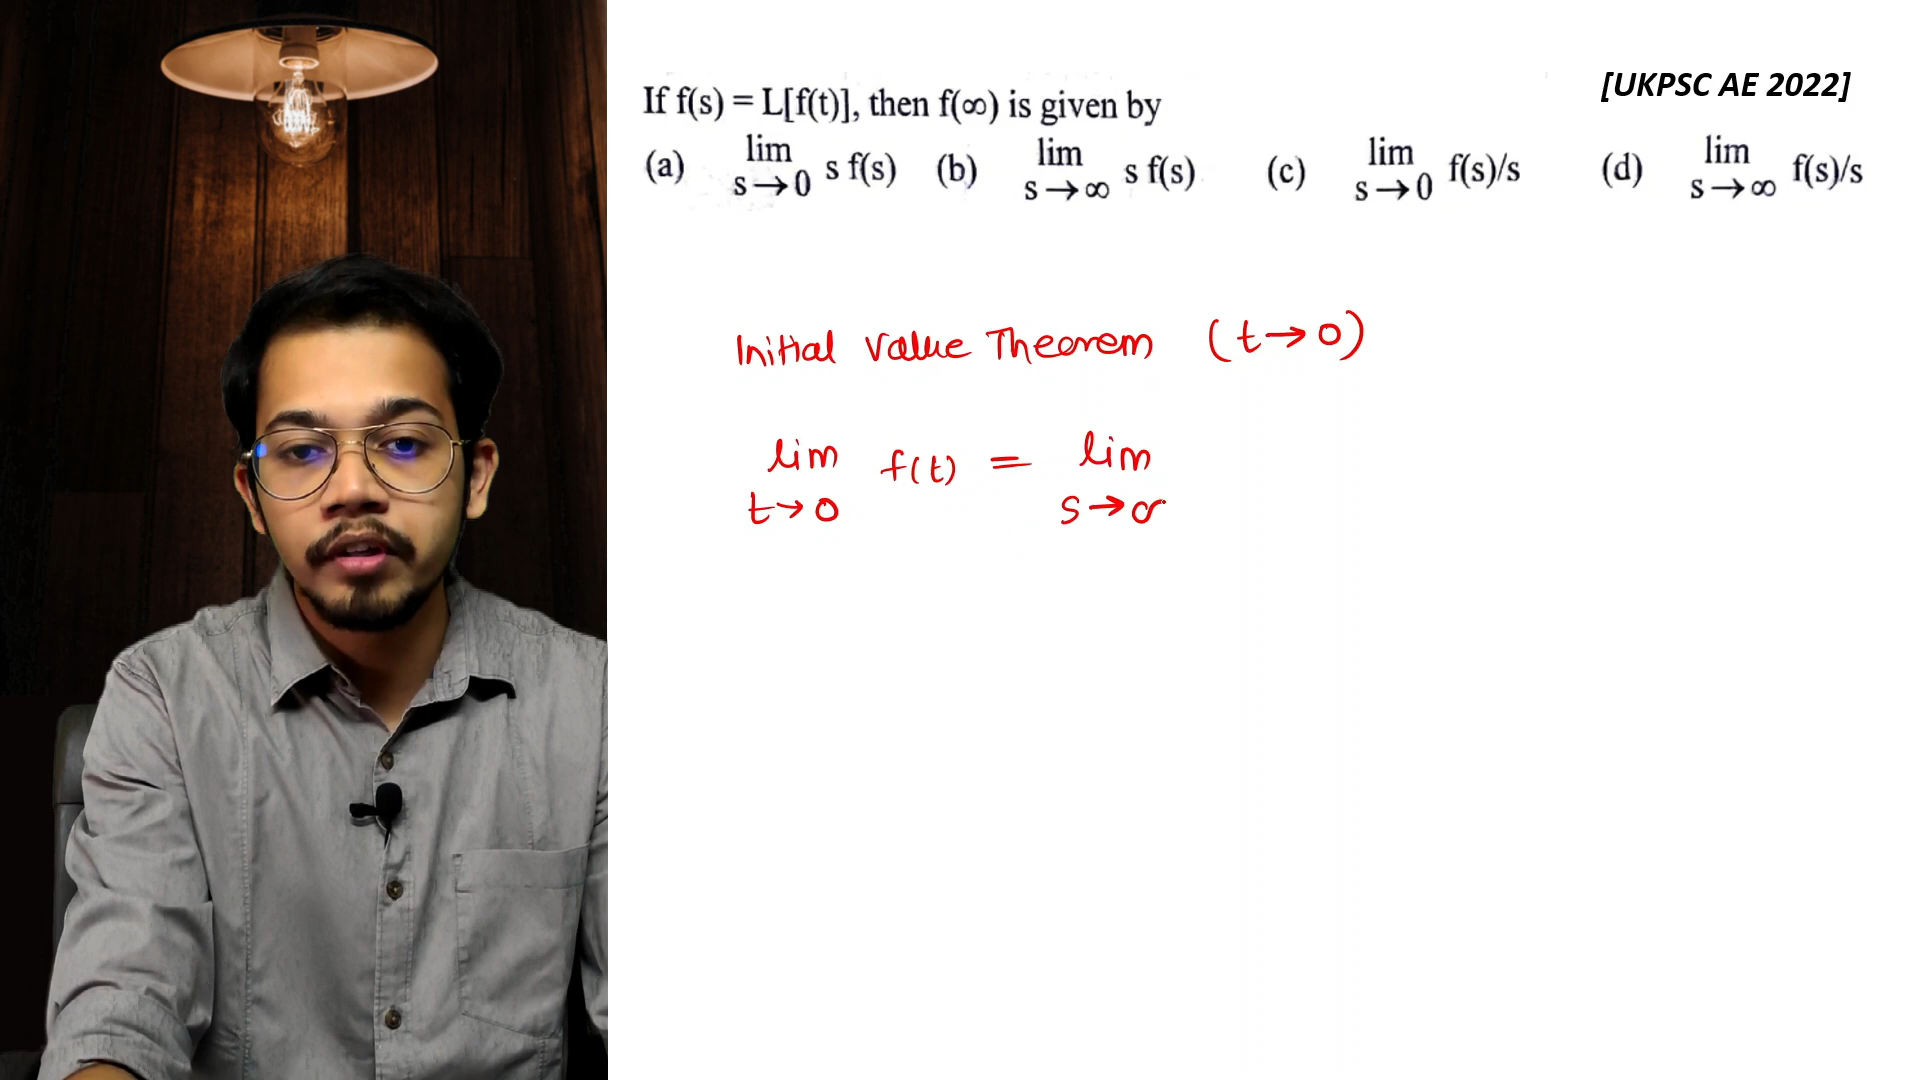 [UKPSC AE 2022]
If f(s) = L[f(t)], then f(∞) is given by
(a) lim s→0 s f(s) (b) lim s→∞ s f(s) (c) lim s→0 f(s)/s (d) lim s→∞ f(s)/s
Initial Value Theorem (t→0)
lim f(t) = lim
t→0 s→